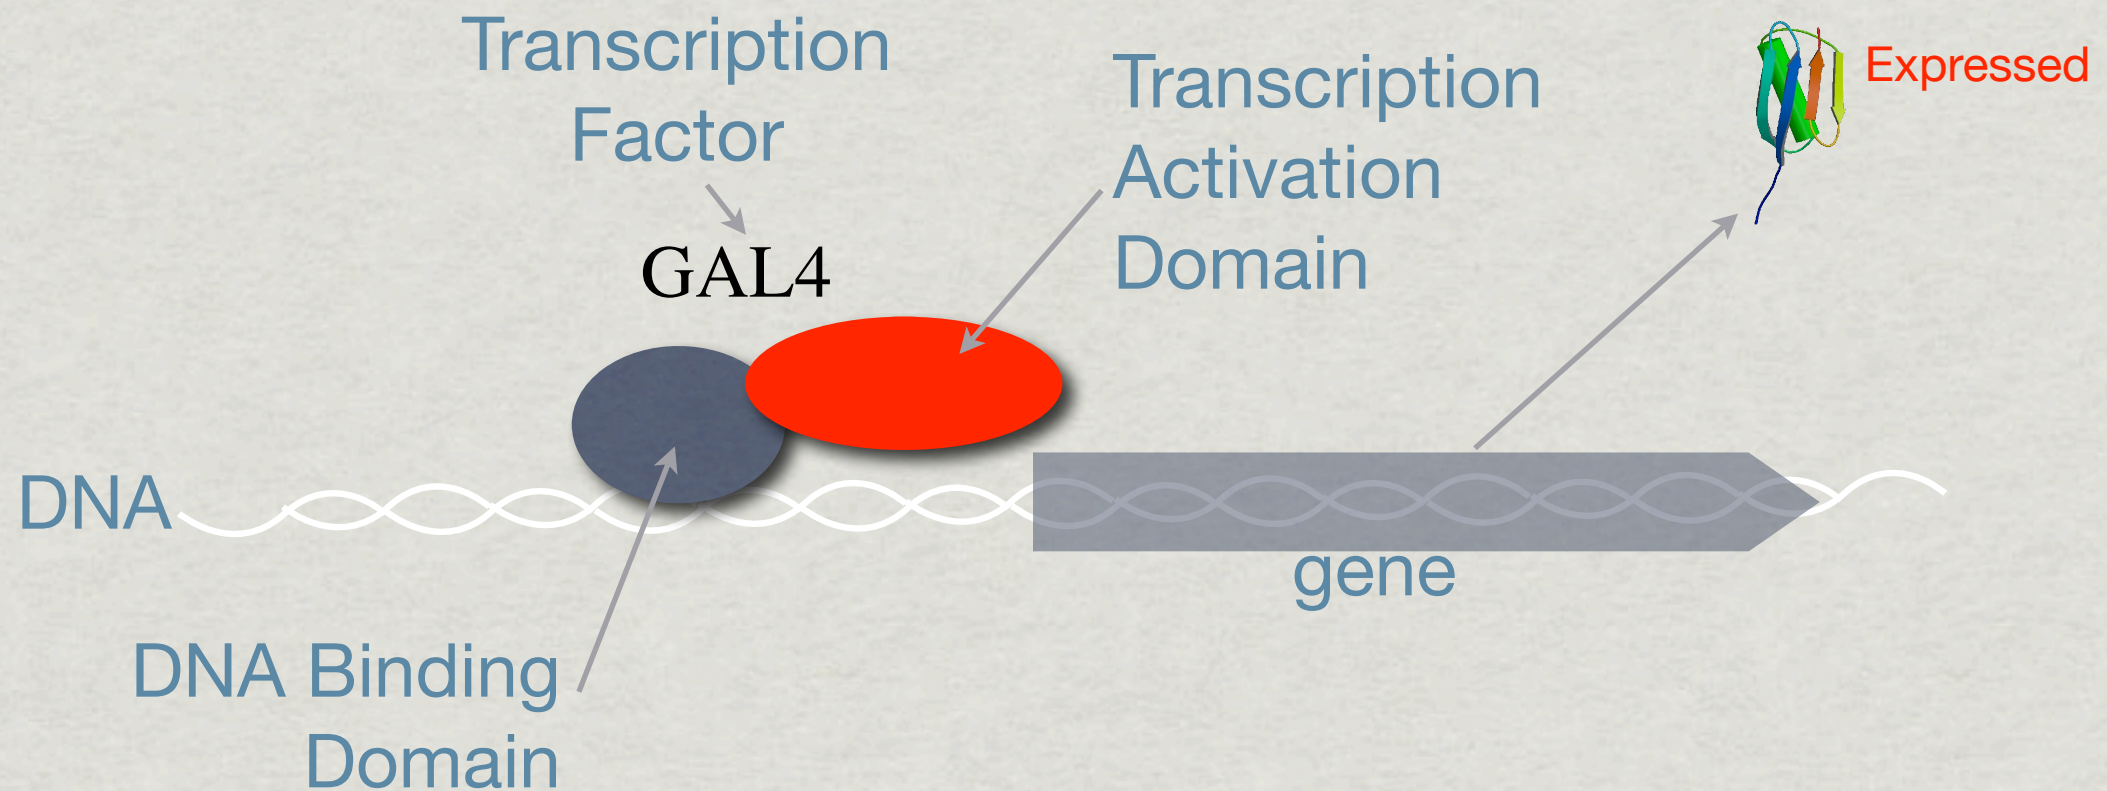 Transcription
Factor
Transcription
Activation
Domain
Expressed
GAL4
DNA
gene
DNA Binding
Domain